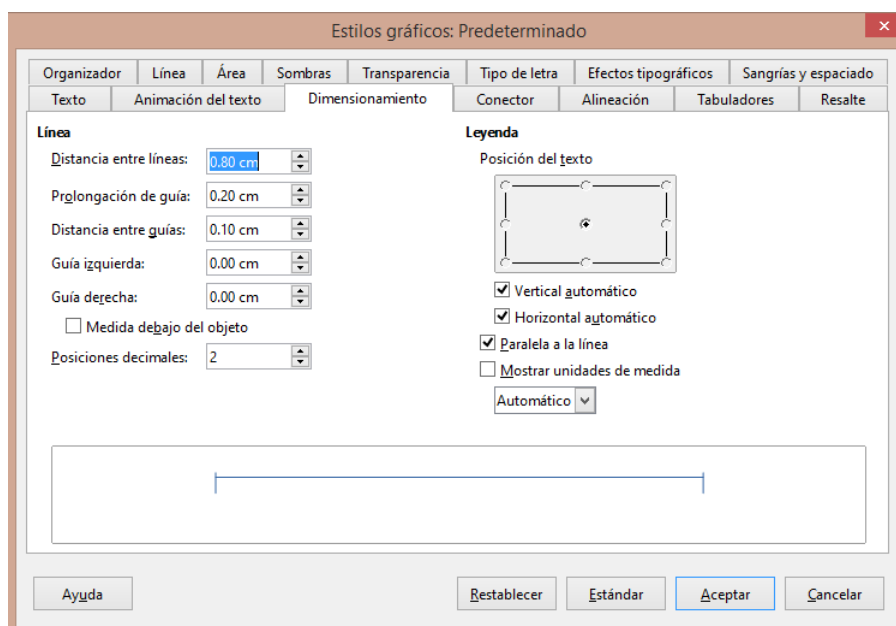 Estilos gráficos: Predeterminado
Organizador Línea Área Sombras Transparencia Tipo de letra Efectos tipográficos Sangrías y espaciado
Texto Animación del texto Dimensionamiento Conector Alineación Tabuladores Resalte
Línea
Distancia entre líneas: 0.80 cm
Prolongación de guía: 0.20 cm
Distancia entre guías: 0.10 cm
Guía izquierda: 0.00 cm
Guía derecha: 0.00 cm
Medida debajo del objeto
Posiciones decimales: 2
Leyenda
Posición del texto
Vertical automático
Horizontal automático
Paralela a la línea
Mostrar unidades de medida
Automático
Ayuda Restablecer Estándar Aceptar Cancelar